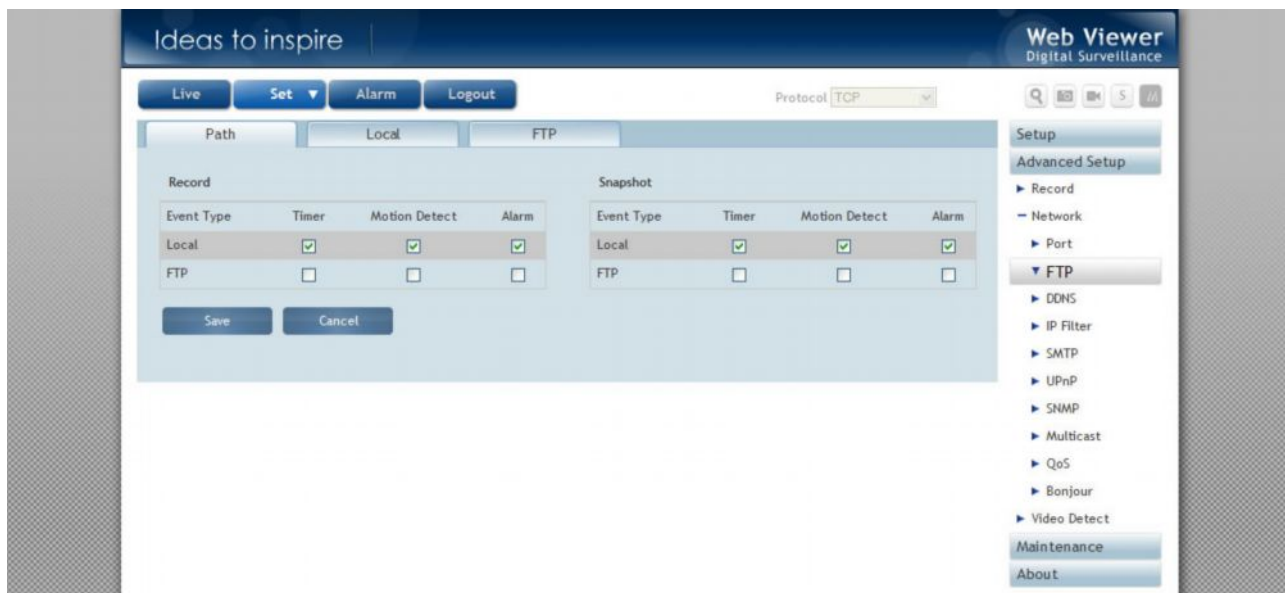 Ideas to inspire
Web Viewer
Digital Surveillance
Live Set Alarm Logout Protocol TCP
S
Path Local FTP
Setup
Advanced Setup
Record Snapshot
Record
Event Type Timer Motion Detect Alarm Event Type Timer Motion Detect Alarm
Network
Local Local
Port
FTP FTP
FTP
DDNS
Save Cancel
IP Filter
SMTP
UPnP
SNMP
Multicast
QoS
Bonjour
Video Detect
Maintenance
About